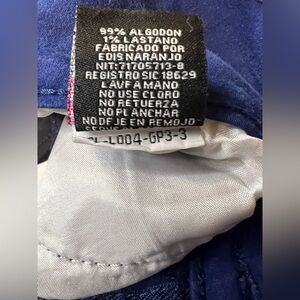 99% ALGODON
1% LASTANO
FABRICADO POR
EDIS NARANJO
NIT:71705713-8
REGISTRO SIC 18629
LAVE A MANO
NO USE CLORO
NO RETUERZA
NO PLANCHAR
NO DEJE EN REMOJO
L004-GP3-3